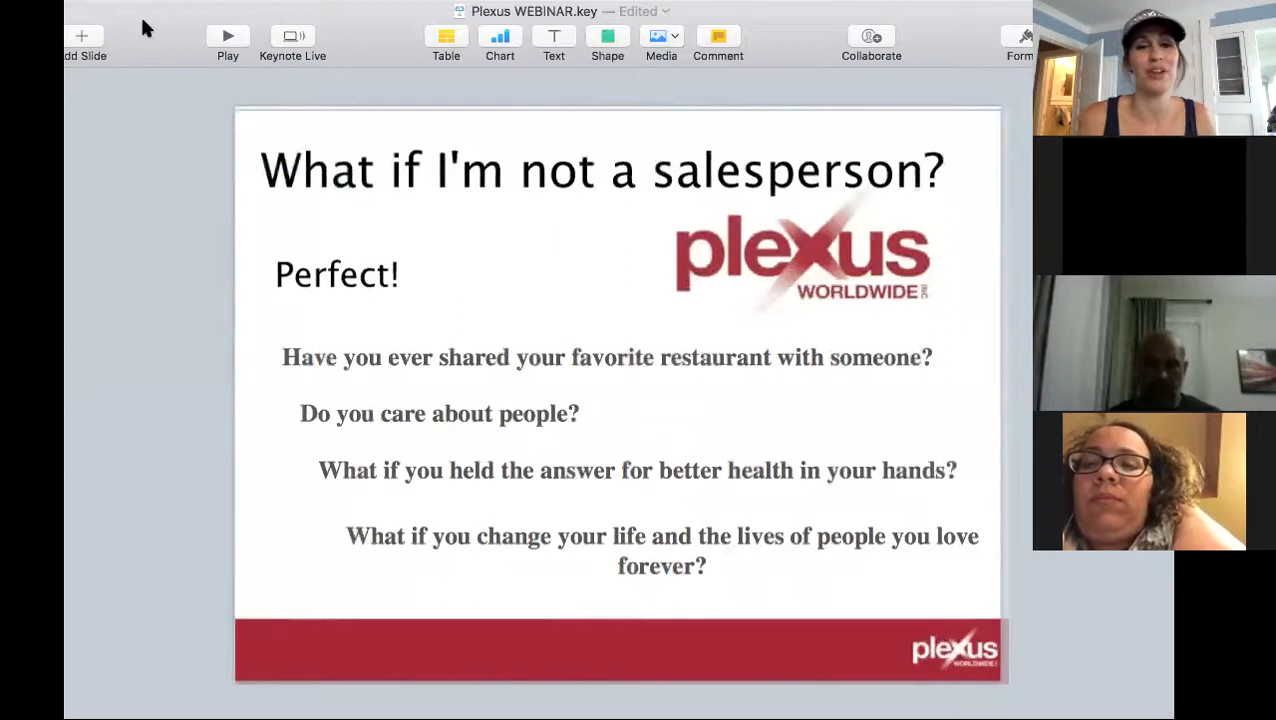 Plexus WEBINAR.key — Edited
dd Slide
Play
Keynote Live
Table
Chart
Text
Shape
Media
Comment
Collaborate
Form
What if I'm not a salesperson?
plexus
WORLDWIDE INC
Perfect!
Have you ever shared your favorite restaurant with someone?
Do you care about people?
What if you held the answer for better health in your hands?
What if you change your life and the lives of people you love
forever?
plexus
WORLDWIDE